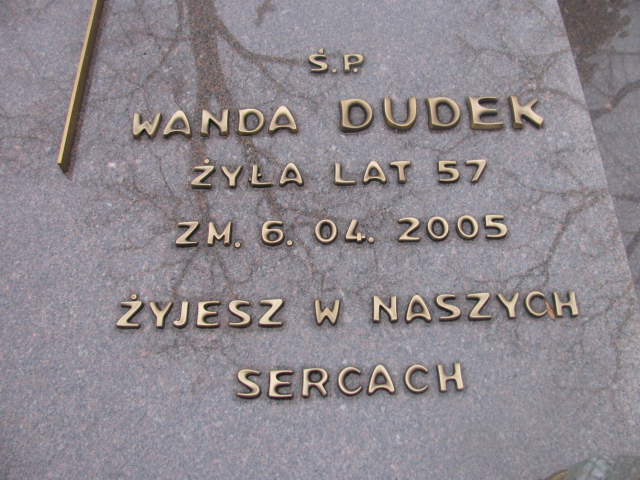 Ś.P.
WANDA DUDEK
ŻYŁA LAT 57
ZM. 6. 04. 2005
ŻYJESZ W NASZYCH
SERCACH